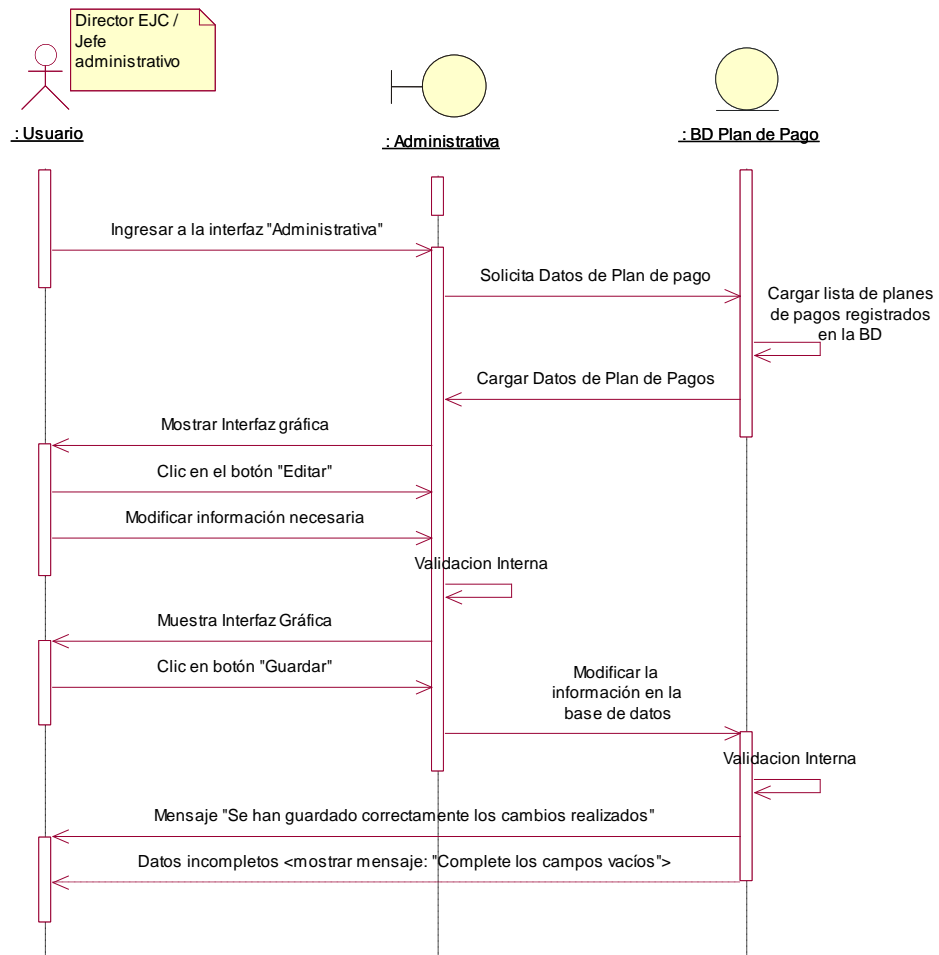 Director EJC /
Jefe
administrativo
: Usuario
: Administrativa
: BD Plan de Pago
Ingresar a la interfaz "Administrativa"
Solicita Datos de Plan de pago
Cargar lista de planes
de pagos registrados
en la BD
Cargar Datos de Plan de Pagos
Mostrar Interfaz gráfica
Clic en el botón "Editar"
Modificar información necesaria
Validacion Interna
Muestra Interfaz Gráfica
Clic en botón "Guardar"
Modificar la
información en la
base de datos
Validacion Interna
Mensaje "Se han guardado correctamente los cambios realizados"
Datos incompletos <mostrar mensaje: "Complete los campos vacíos">